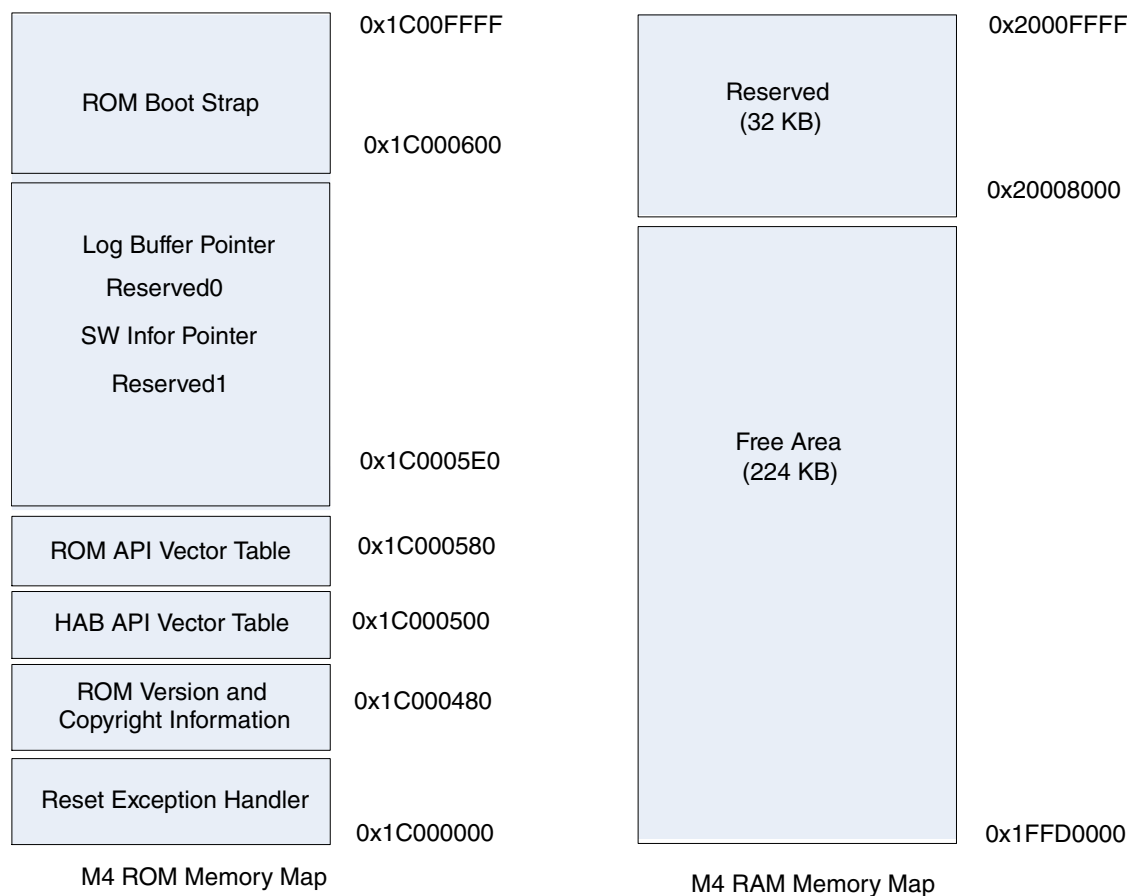 0x1C00FFFF
ROM Boot Strap
0x1C000600
Log Buffer Pointer
Reserved0
SW Infor Pointer
Reserved1
0x1C0005E0
ROM API Vector Table
0x1C000580
HAB API Vector Table
0x1C000500
ROM Version and
Copyright Information
0x1C000480
Reset Exception Handler
0x1C000000
M4 ROM Memory Map
0x2000FFFF
Reserved
(32 KB)
0x20008000
Free Area
(224 KB)
0x1FFD0000
M4 RAM Memory Map